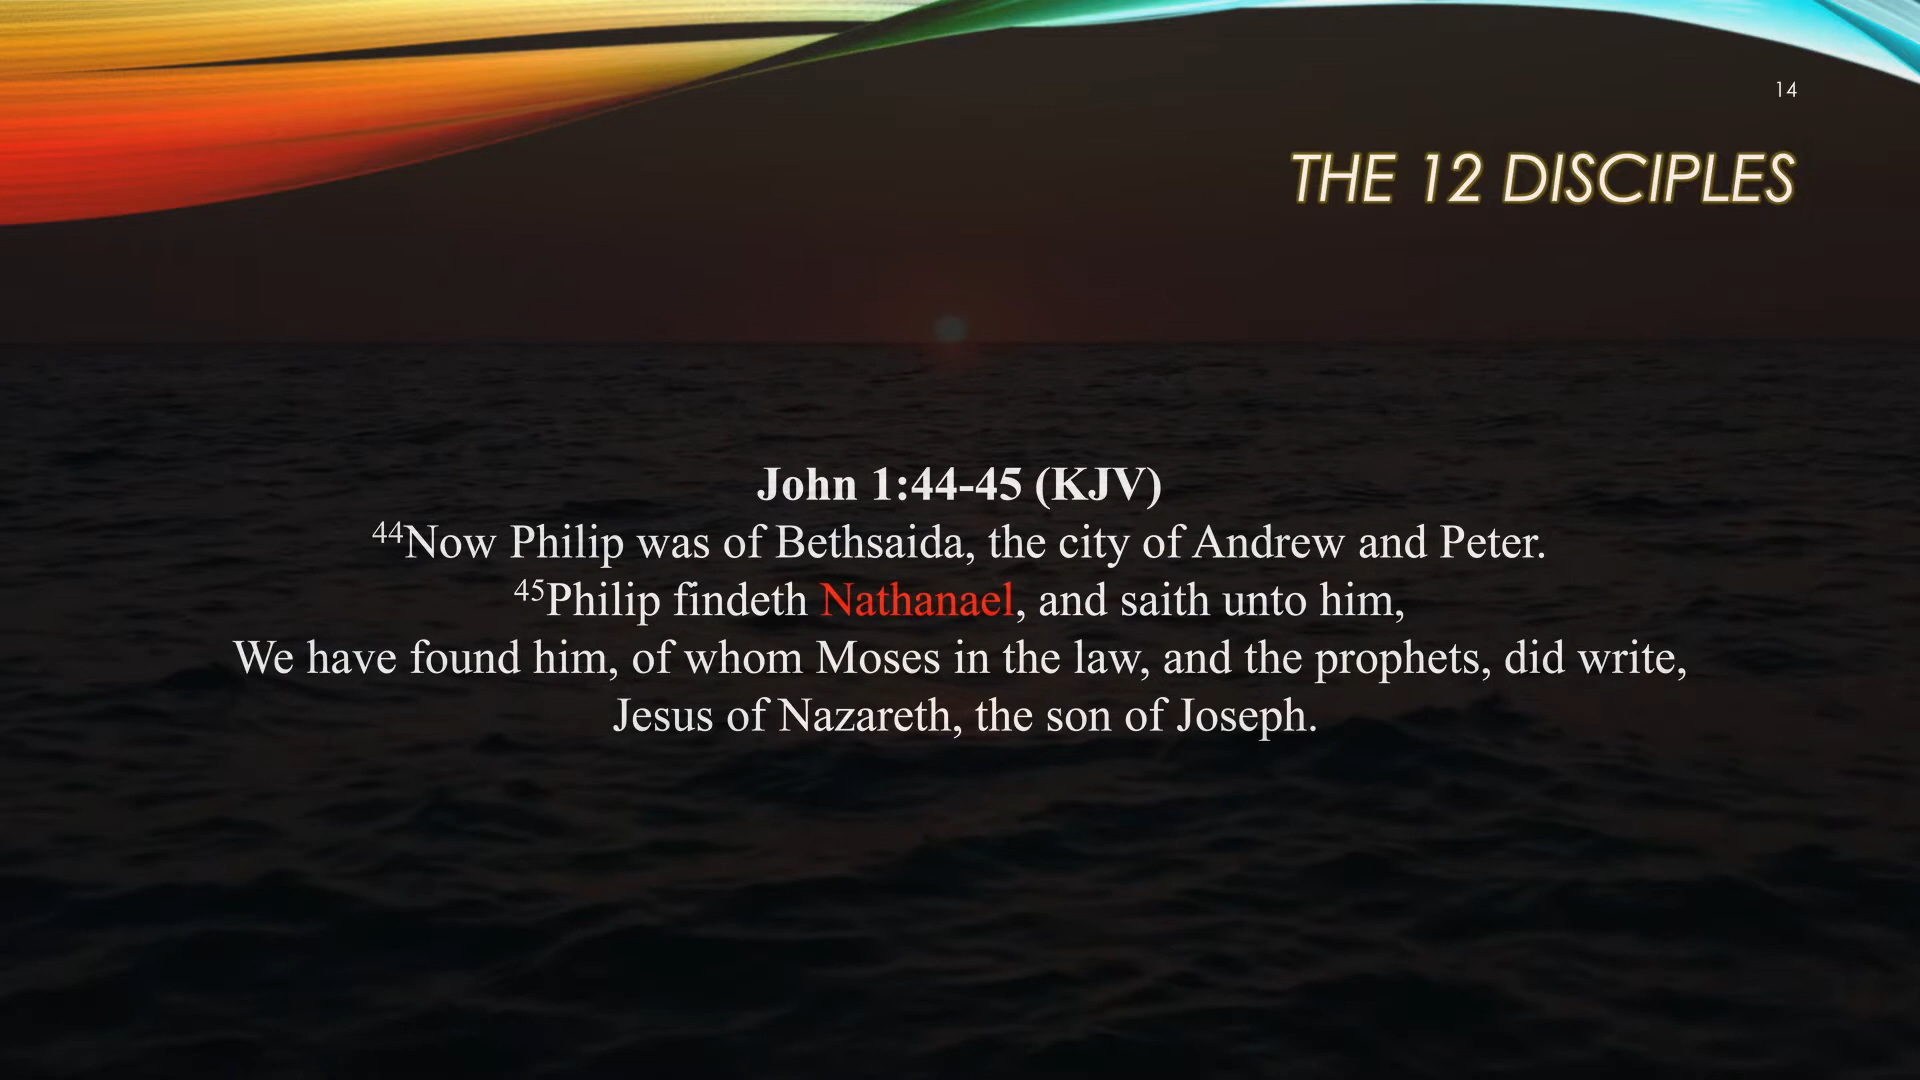 14
THE 12 DISCIPLES
John 1:44-45 (KJV)
44Now Philip was of Bethsaida, the city of Andrew and Peter.
45Philip findeth Nathanael, and saith unto him,
We have found him, of whom Moses in the law, and the prophets, did write,
Jesus of Nazareth, the son of Joseph.